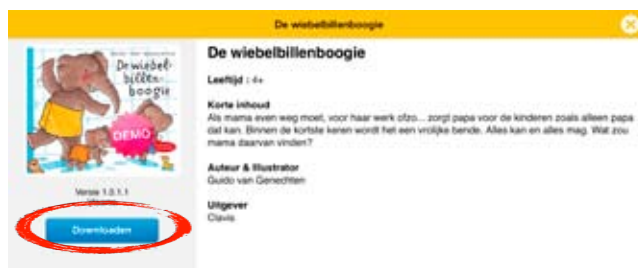 De wiebelbillenboogie
De wiebelbillenboogie
Leeftijd : 4+
De wiebel-
billen-
boogie
DEMO
Korte inhoud
Als mama even weg moet, voor haar werk ofzo... zorgt papa voor de kinderen zoals alleen papa
dat kan. Binnen de kortste keren wordt het een vrolijke bende. Alles kan en alles mag. Wat zou
mama daarvan vinden?
Auteur & Illustrator
Guido van Genechten
Uitgever
Clavis
Versie 1.0.1.1
Downloaden